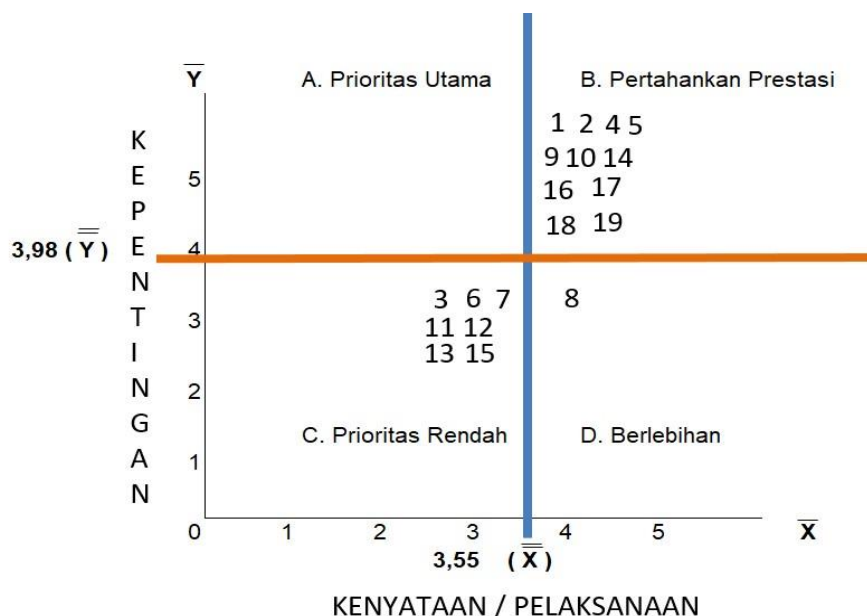 Y A. Prioritas Utama B. Pertahankan Prestasi
1 2 4 5
9 10 14
16 17
18 19
K
E
P
E
N
T
I
N
G
A
N
5
4
3
2
1
0
3,98 ( Y )
3 6 7 8
11 12
13 15
C. Prioritas Rendah D. Berlebihan
1 2 3 4 5 X
3,55 ( X )
KENYATAAN / PELAKSANAAN